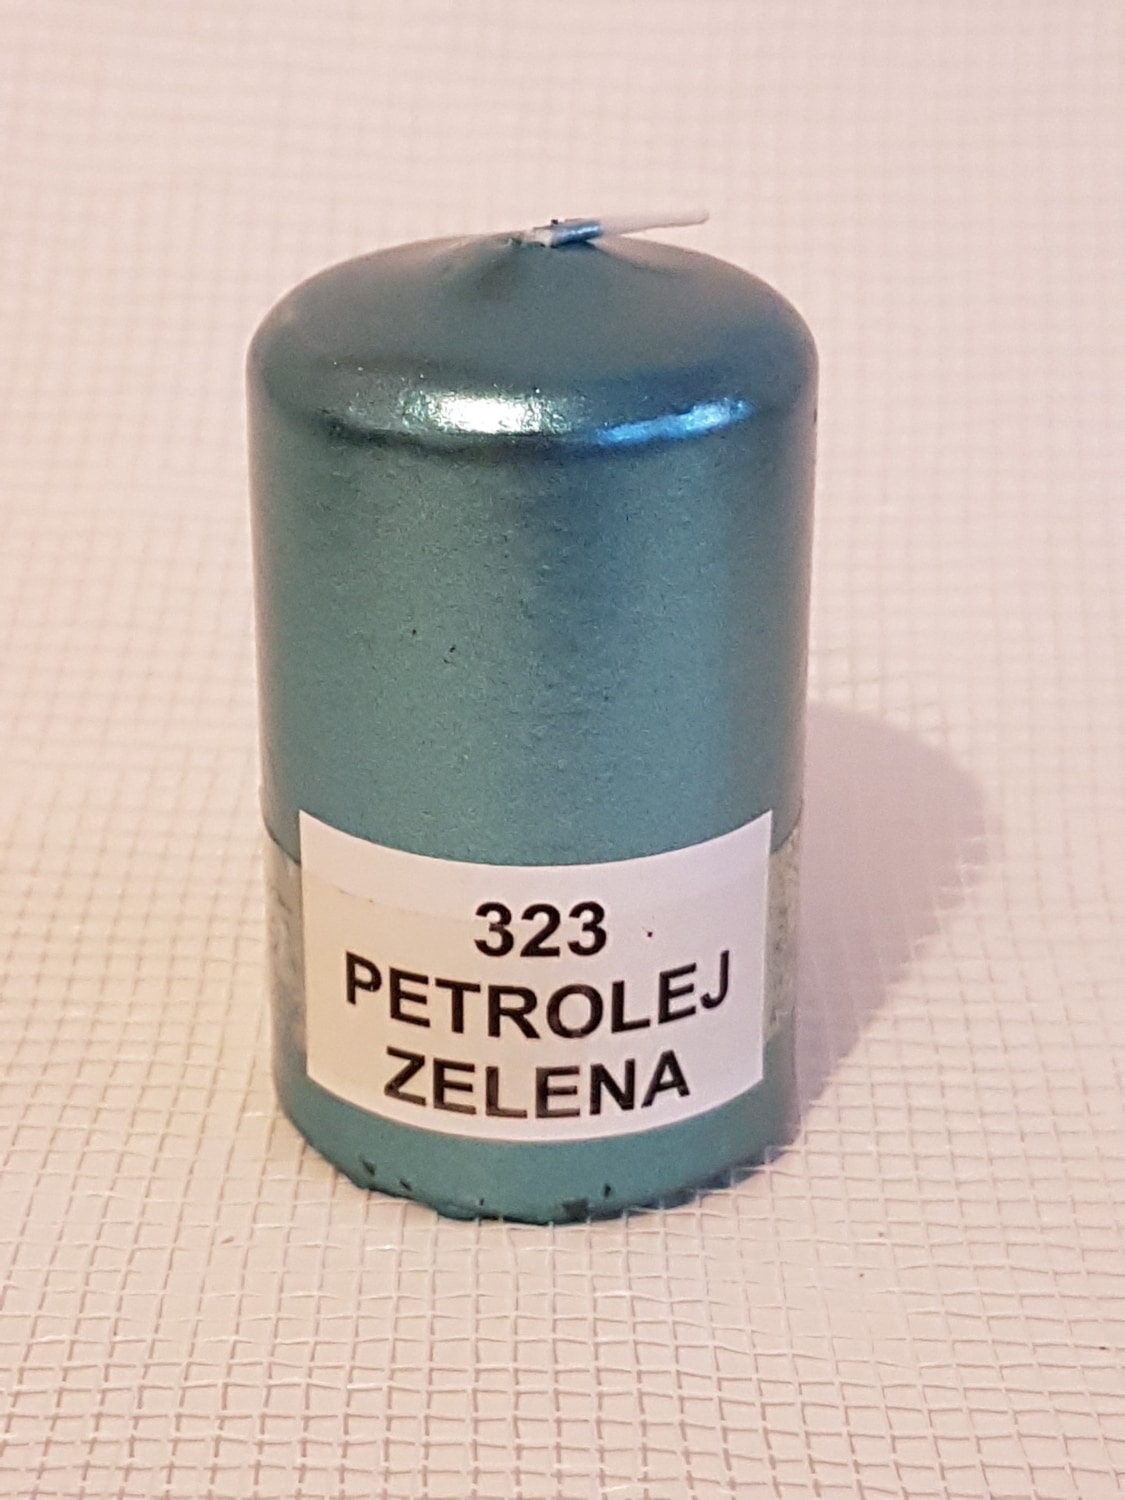 323
PETROLEJ
ZELENA